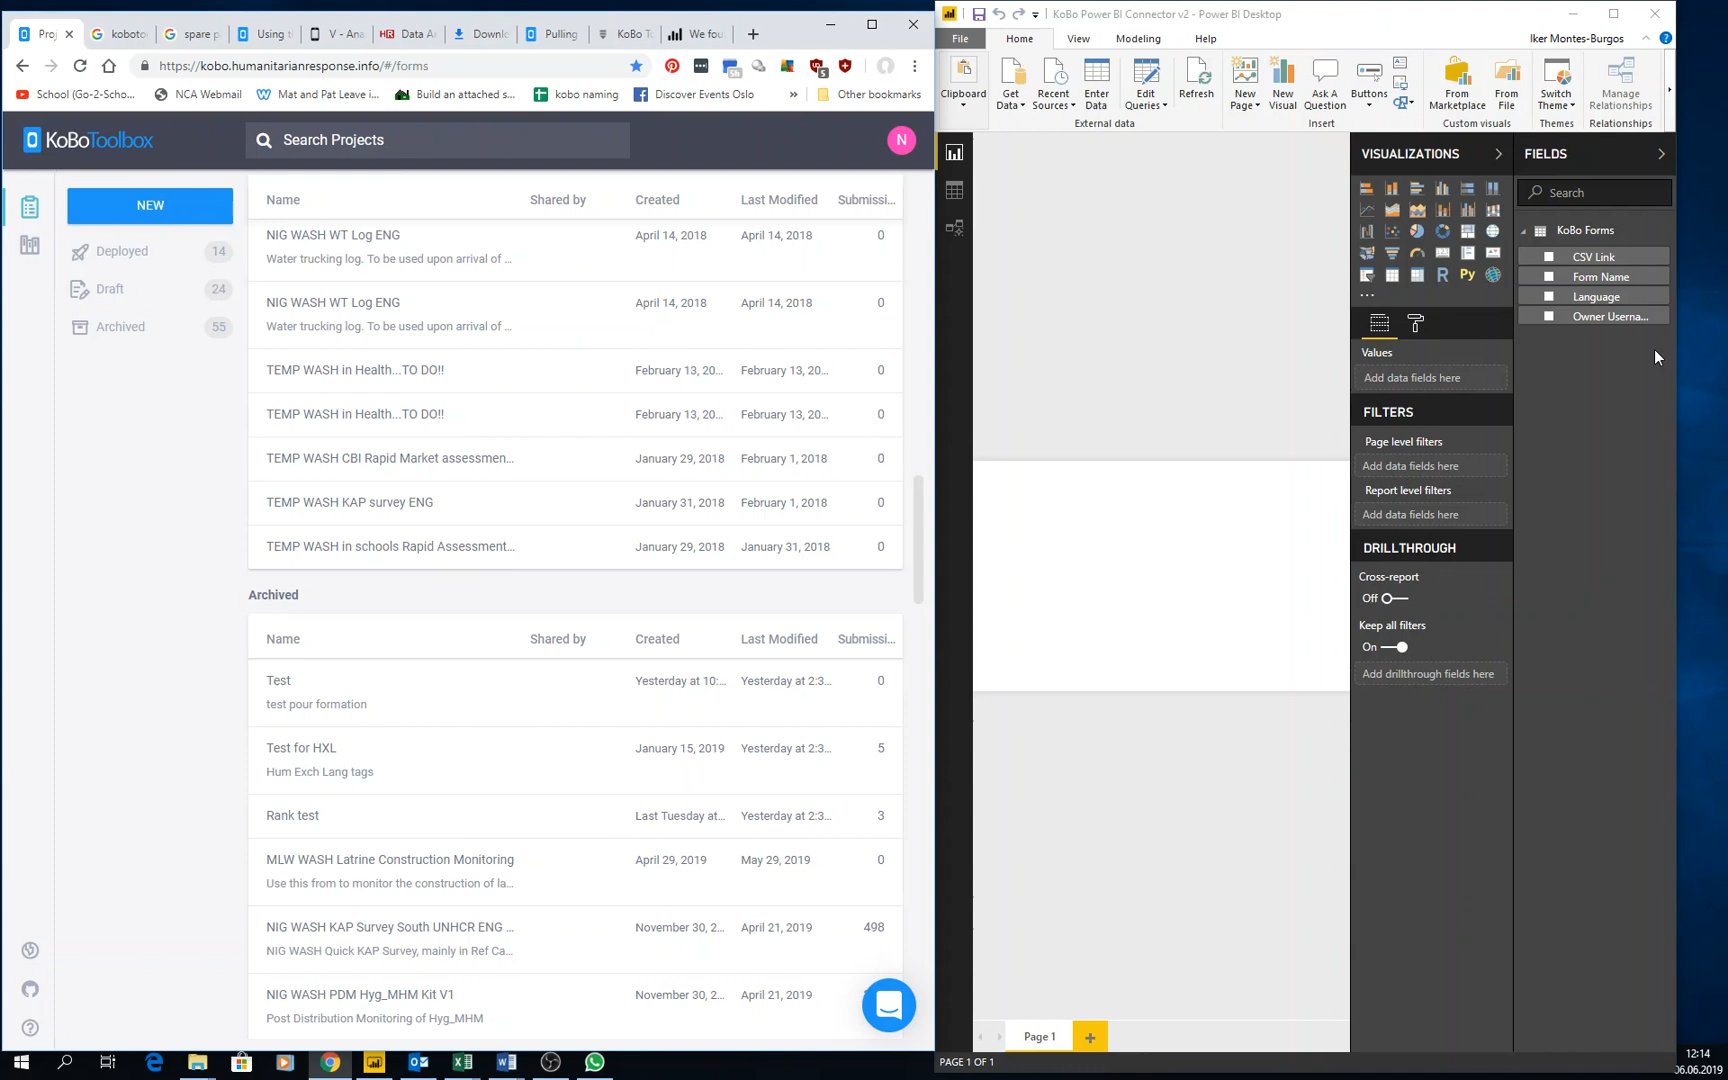 Proj
koboto
spare p
Using t
V - Ana
Data A
Downlo
Pulling
KoBo To
We fou
https://kobo.humanitarianresponse.info/#/forms
School (Go-2-Scho...
NCA Webmail
Mat and Pat Leave i...
Build an attached s...
kobo naming
Discover Events Oslo
»
Other bookmarks
KoBoToolbox
Search Projects
N
NEW
Deployed 14
Draft 24
Archived 55
Name Shared by Created Last Modified Submissi...
NIG WASH WT Log ENG April 14, 2018 April 14, 2018 0
Water trucking log. To be used upon arrival of ...
NIG WASH WT Log ENG April 14, 2018 April 14, 2018 0
Water trucking log. To be used upon arrival of ...
TEMP WASH in Health...TO DO!! February 13, 20... February 13, 20... 0
TEMP WASH in Health...TO DO!! February 13, 20... February 13, 20... 0
TEMP WASH CBI Rapid Market assessmen... January 29, 2018 February 1, 2018 0
TEMP WASH KAP survey ENG January 31, 2018 February 1, 2018 0
TEMP WASH in schools Rapid Assessment... January 29, 2018 January 31, 2018 0
Archived
Name Shared by Created Last Modified Submissi...
Test Yesterday at 10:... Yesterday at 2:3... 0
test pour formation
Test for HXL January 15, 2019 Yesterday at 2:3... 5
Hum Exch Lang tags
Rank test Last Tuesday at... Yesterday at 2:3... 3
MLW WASH Latrine Construction Monitoring April 29, 2019 May 29, 2019 0
Use this from to monitor the construction of la...
NIG WASH KAP Survey South UNHCR ENG ... November 30, 2... April 21, 2019 498
NIG WASH Quick KAP Survey, mainly in Ref Ca...
NIG WASH PDM Hyg_MHM Kit V1 November 30, 2... April 21, 2019
Post Distribution Monitoring of Hyg_MHM
KoBo Power BI Connector v2 - Power BI Desktop
File Home View Modeling Help Iker Montes-Burgos
Clipboard
Get Data
Recent Sources
Enter Data
Edit Queries
Refresh
New Page
New Visual
Ask A Question
Buttons
From Marketplace
From File
Switch Theme
Manage Relationships
External data Insert Custom visuals Themes Relationships
VISUALIZATIONS
R Py
Values
Add data fields here
FILTERS
Page level filters
Add data fields here
Report level filters
Add data fields here
DRILLTHROUGH
Cross-report
Off
Keep all filters
On
Add drillthrough fields here
FIELDS
Search
KoBo Forms
CSV Link
Form Name
Language
Owner Userna...
Page 1
PAGE 1 OF 1
12:14
06.06.2019